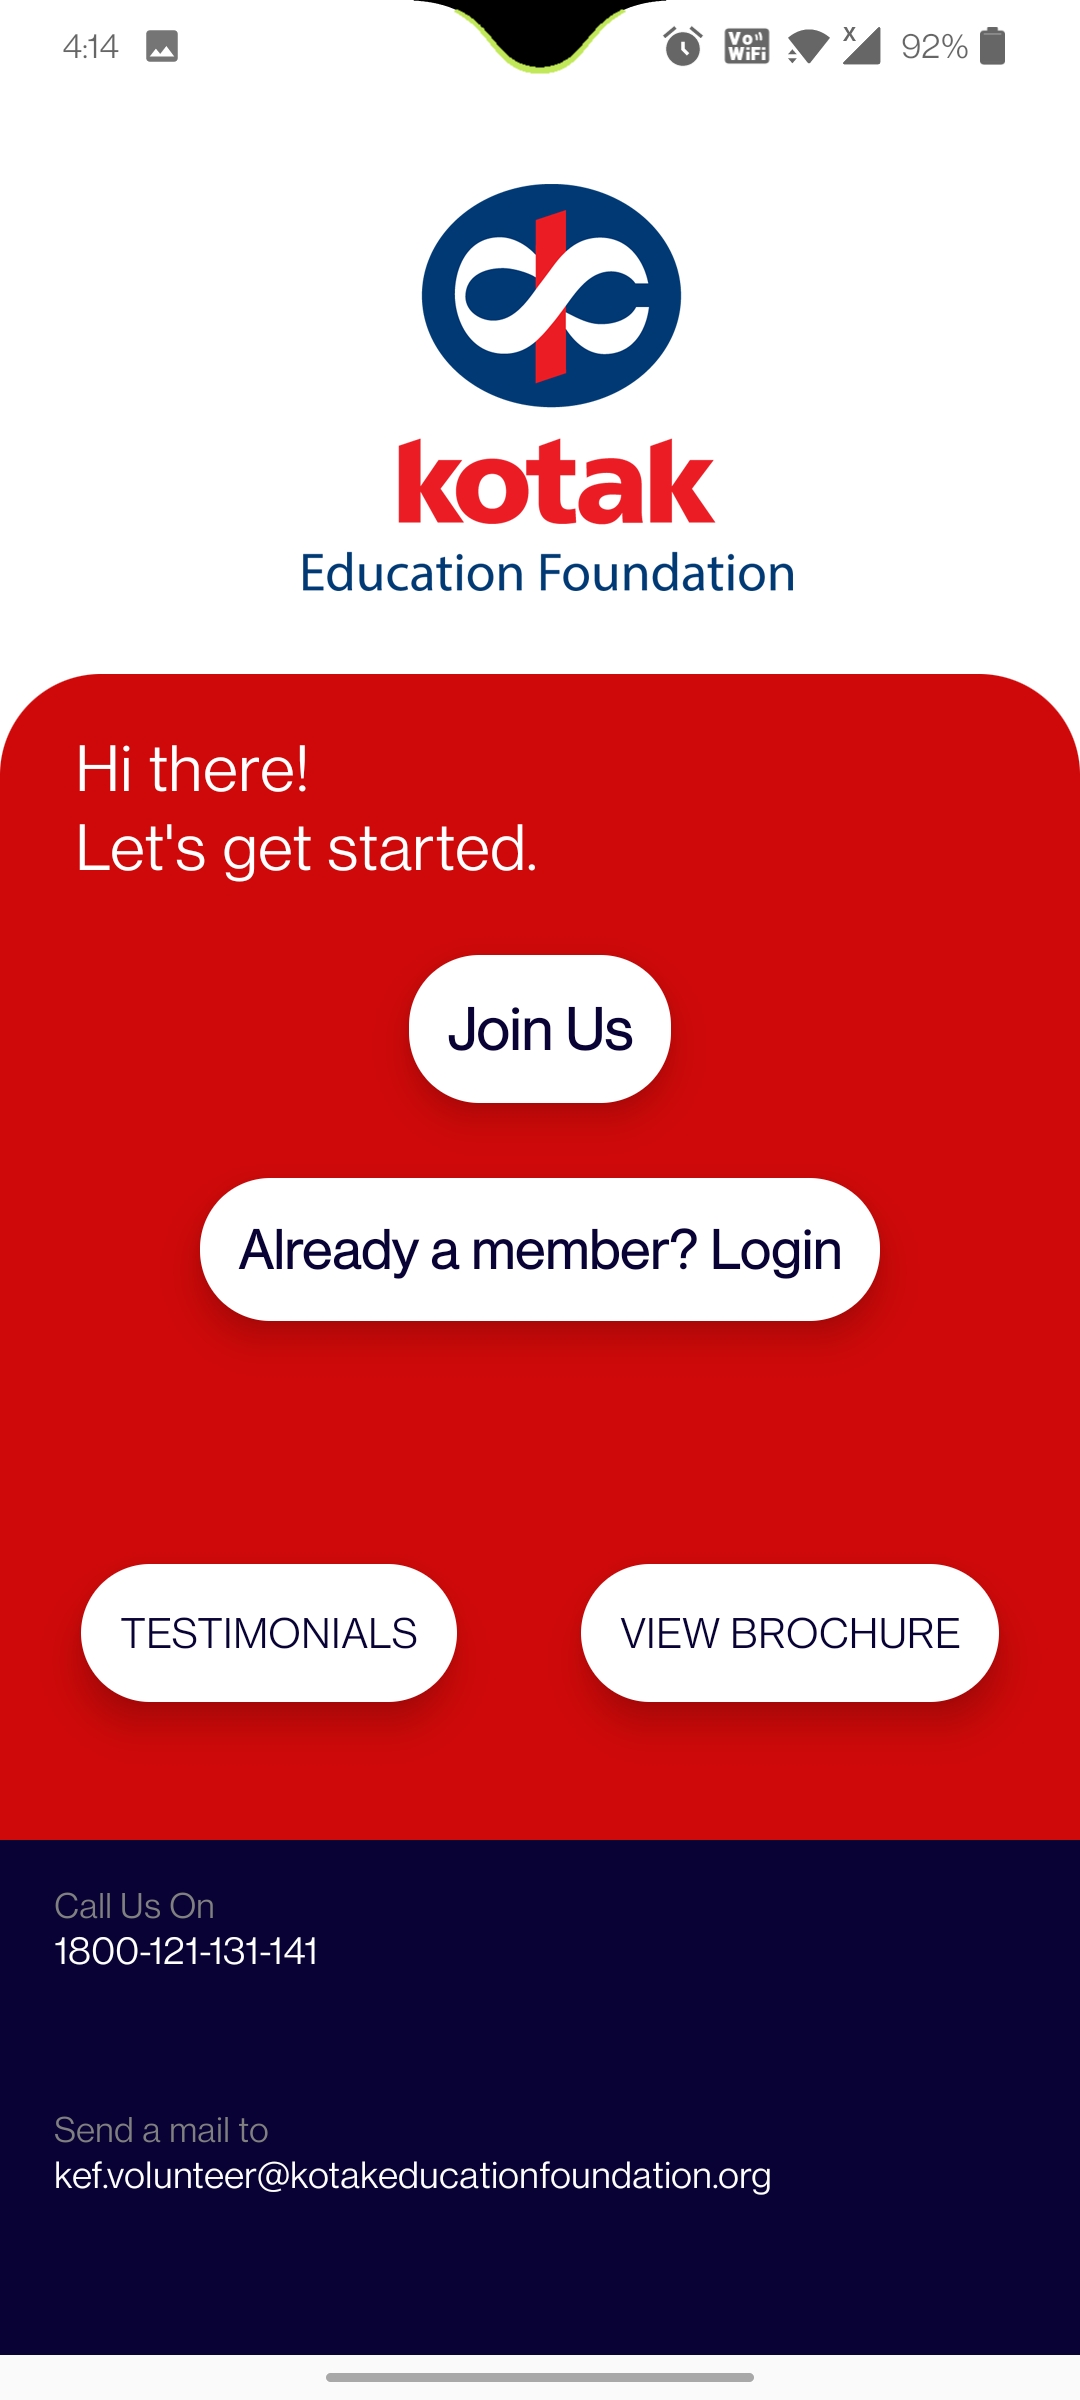 4:14
Vo)) WiFi
X
92%
kotak
Education Foundation
Hi there!
Let's get started.
Join Us
Already a member? Login
TESTIMONIALS
VIEW BROCHURE
Call Us On
1800-121-131-141
Send a mail to
kef.volunteer@kotakeducationfoundation.org